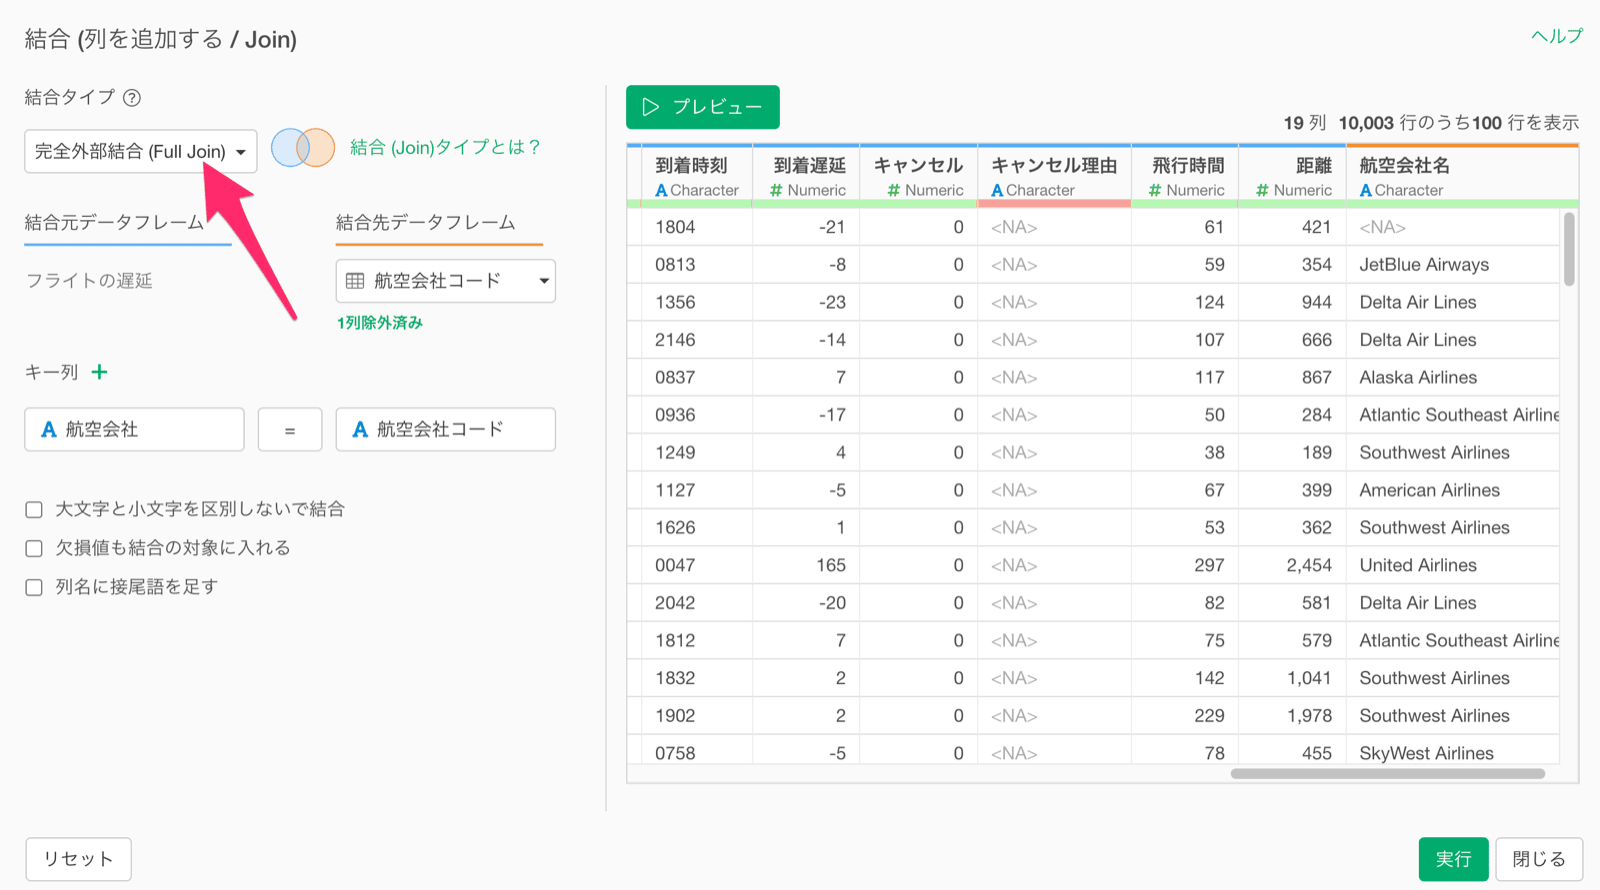 結合 (列を追加する / Join)
ヘルプ
結合タイプ ?
完全外部結合 (Full Join)
結合 (Join)タイプとは？
結合元データフレーム
結合先データフレーム
フライトの遅延
航空会社コード
1列除外済み
キー列 +
A 航空会社
=
A 航空会社コード
大文字と小文字を区別しないで結合
欠損値も結合の対象に入れる
列名に接尾語を足す
リセット
プレビュー
19 列 10,003 行のうち100 行を表示
到着時刻 到着遅延 キャンセル キャンセル理由 飛行時間 距離 航空会社名
A Character # Numeric # Numeric A Character # Numeric # Numeric A Character
1804 -21 0 <NA> 61 421 <NA>
0813 -8 0 <NA> 59 354 JetBlue Airways
1356 -23 0 <NA> 124 944 Delta Air Lines
2146 -14 0 <NA> 107 666 Delta Air Lines
0837 7 0 <NA> 117 867 Alaska Airlines
0936 -17 0 <NA> 50 284 Atlantic Southeast Airline
1249 4 0 <NA> 38 189 Southwest Airlines
1127 -5 0 <NA> 67 399 American Airlines
1626 1 0 <NA> 53 362 Southwest Airlines
0047 165 0 <NA> 297 2,454 United Airlines
2042 -20 0 <NA> 82 581 Delta Air Lines
1812 7 0 <NA> 75 579 Atlantic Southeast Airline
1832 2 0 <NA> 142 1,041 Southwest Airlines
1902 2 0 <NA> 229 1,978 Southwest Airlines
0758 -5 0 <NA> 78 455 SkyWest Airlines
実行
閉じる